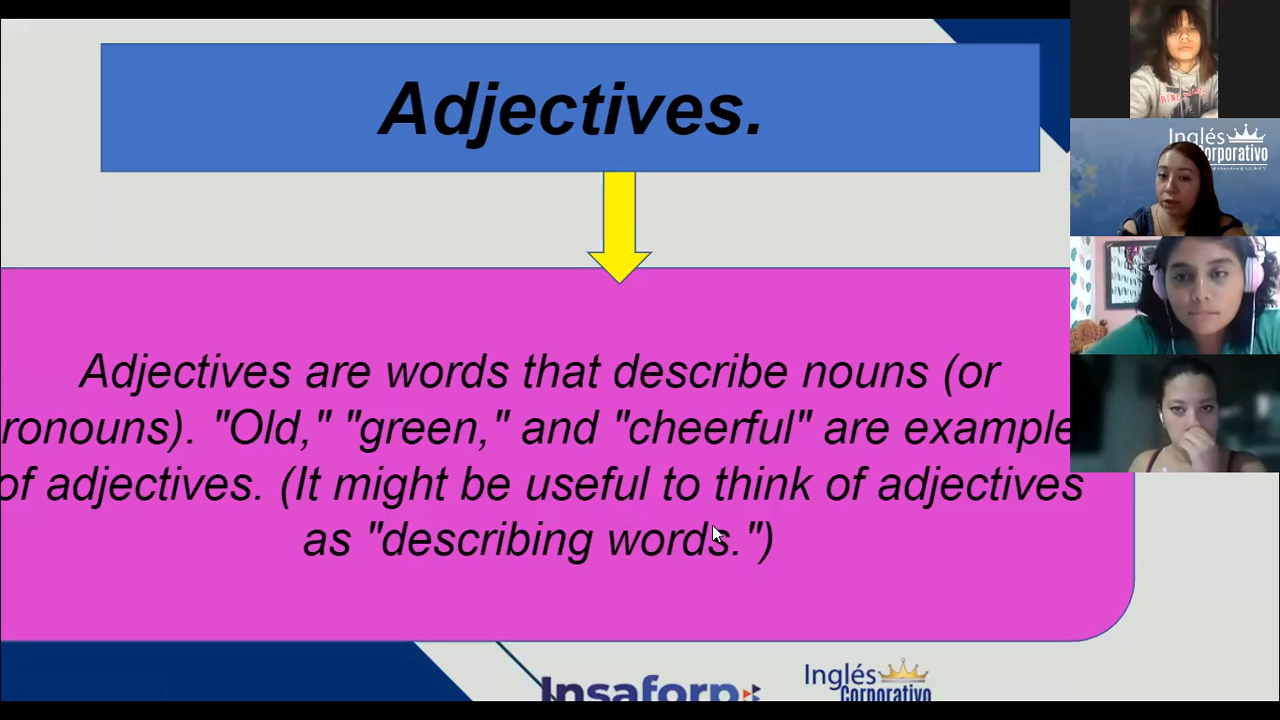 Adjectives.
Adjectives are words that describe nouns (or
ronouns). "Old," "green," and "cheerful" are example
of adjectives. (It might be useful to think of adjectives
as "describing words.")
Insaforp
Inglés
Corporativo
Inglés
Corporativo